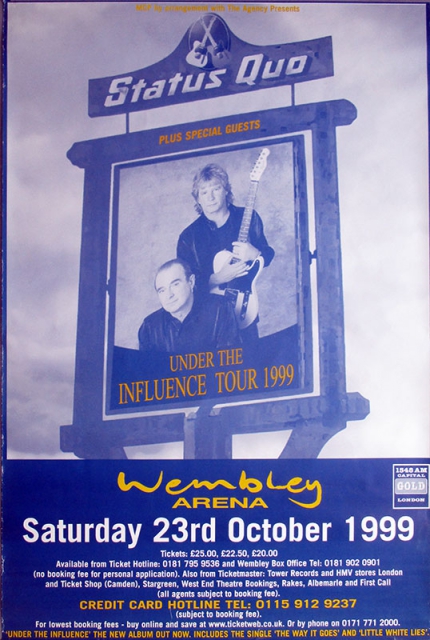 MCP by arrangement with The Agency Presents
Status Quo
PLUS SPECIAL GUESTS
UNDER THE
INFLUENCE TOUR 1999
Wembley
ARENA
1548 AM
CAPITAL
GOLD
LONDON
Saturday 23rd October 1999
Tickets: £25.00, £22.50, £20.00
Available from Ticket Hotline: 0181 795 9536 and Wembley Box Office Tel: 0181 902 0901
(no booking fee for personal application). Also from Ticketmaster: Tower Records and HMV stores London
and Ticket Shop (Camden), Stargreen, West End Theatre Bookings, Rakes, Albemarle and First Call
(all agents subject to booking fee).
CREDIT CARD HOTLINE TEL: 0115 912 9237
(subject to booking fee).
For lowest booking fees - buy online and save at www.ticketweb.co.uk. Or by phone on 0171 771 2000.
'UNDER THE INFLUENCE' THE NEW ALBUM OUT NOW. INCLUDES THE SINGLE 'THE WAY IT GOES' AND 'LITTLE WHITE LIES'